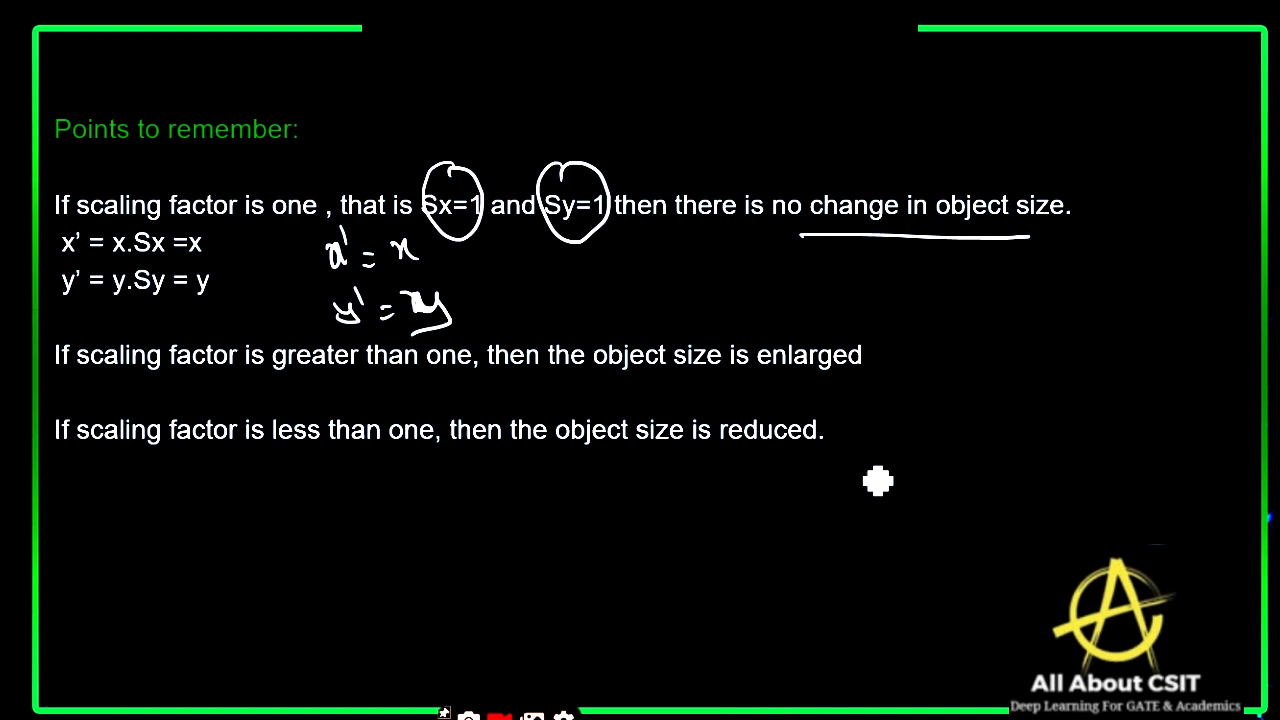 Points to remember:
If scaling factor is one , that is Sx=1 and Sy=1 then there is no change in object size.
x’ = x.Sx =x
x' = x
y’ = y.Sy = y
y' = y
If scaling factor is greater than one, then the object size is enlarged
If scaling factor is less than one, then the object size is reduced.
All About CSIT
Deep Learning For GATE & Academics